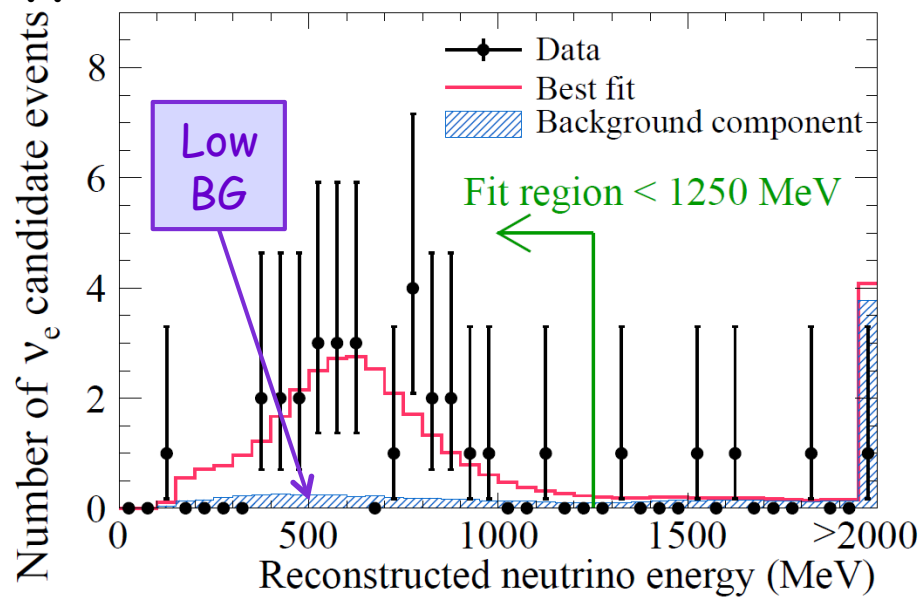 Number of νe candidate events
8
6
4
2
0
Data
Best fit
Background component
Low
BG
Fit region < 1250 MeV
0
500
1000
1500
>2000
Reconstructed neutrino energy (MeV)